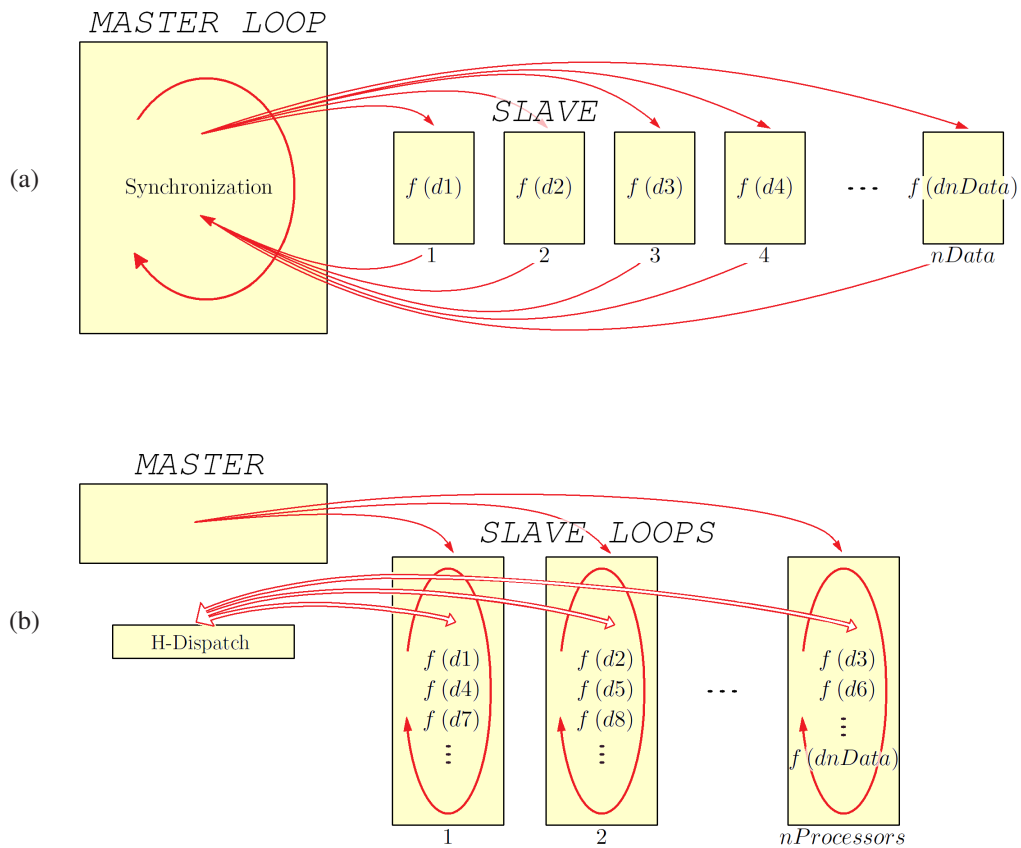 MASTER LOOP
(a)
Synchronization
SLAVE
f (d1)
f (d2)
f (d3)
f (d4)
...
f (dnData)
1
2
3
4
nData
MASTER
(b)
H-Dispatch
SLAVE LOOPS
f (d1)
f (d4)
f (d7)
⋮
1
f (d2)
f (d5)
f (d8)
⋮
2
...
f (d3)
f (d6)
⋮
f (dnData)
nProcessors